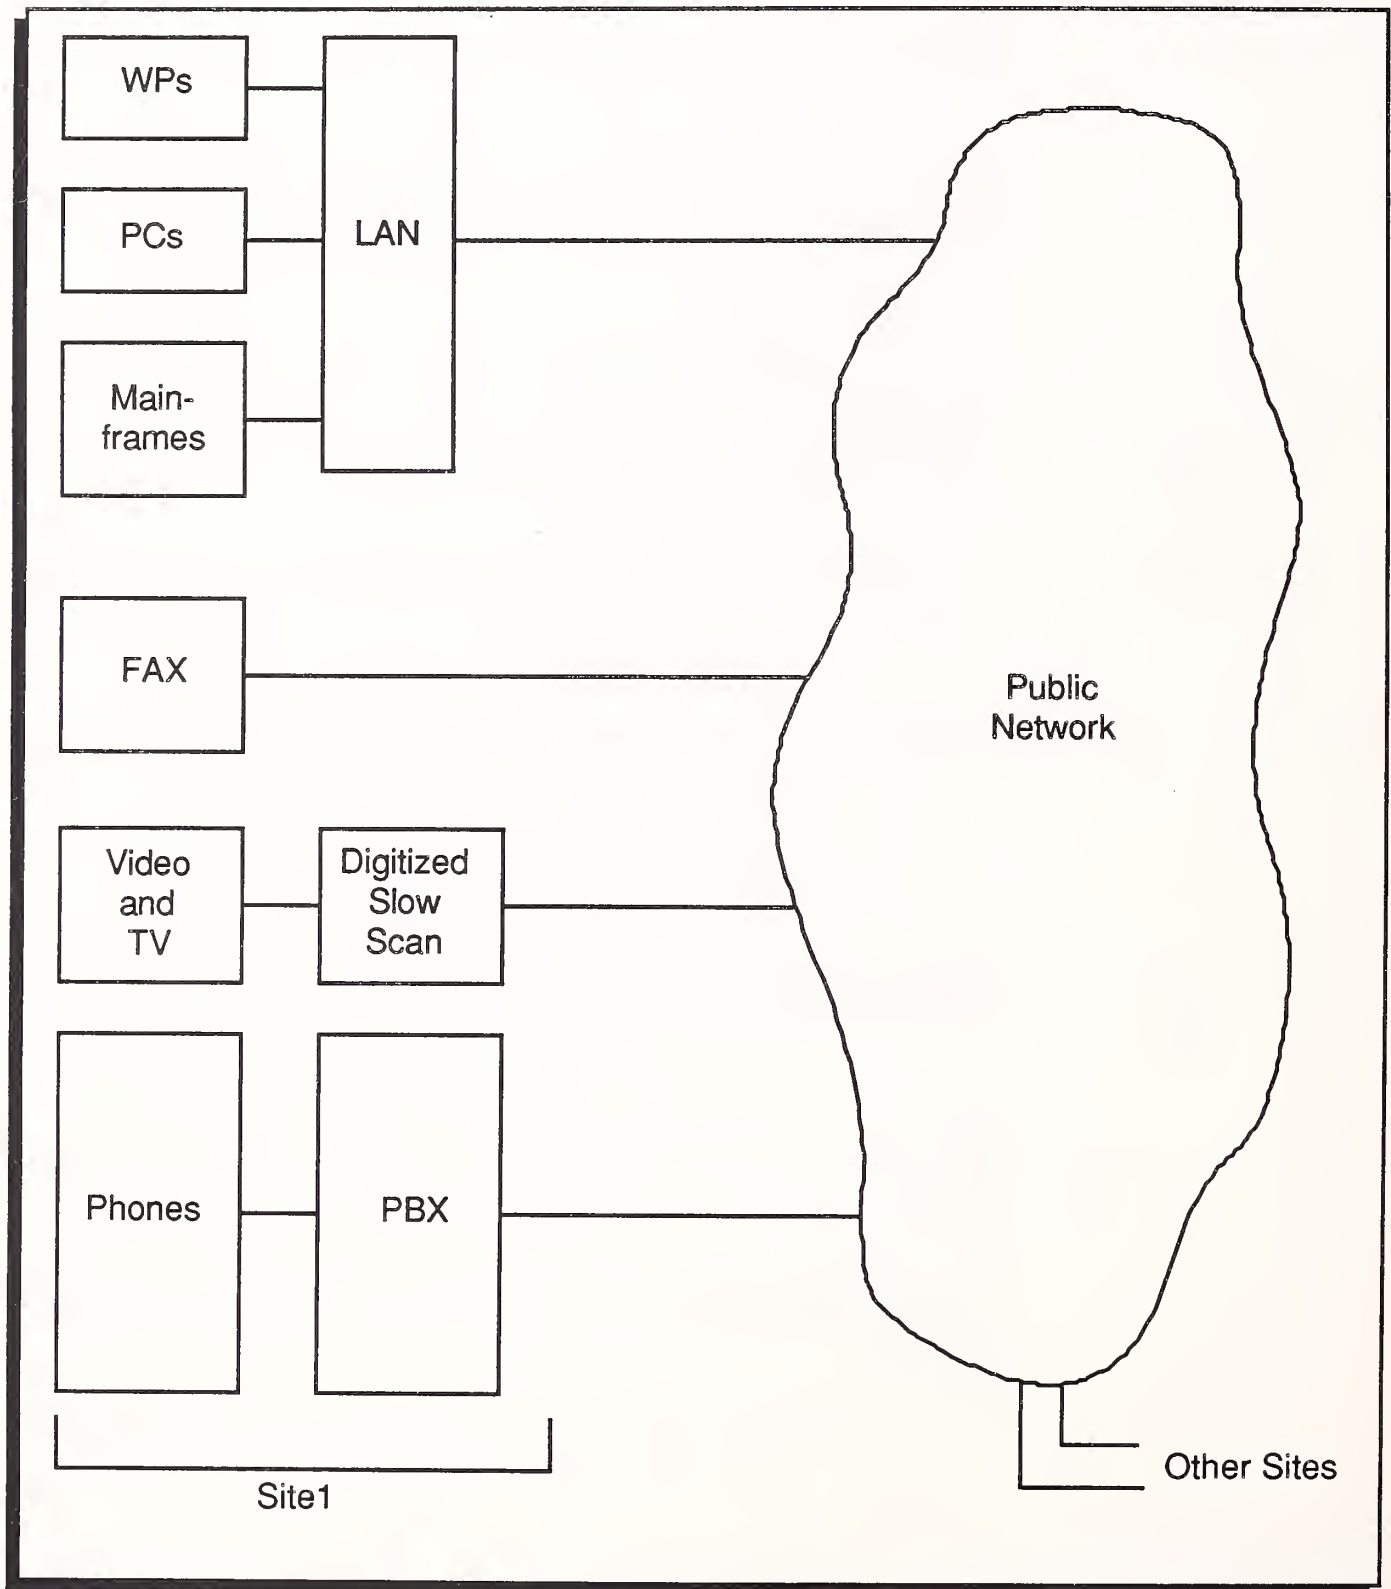 WPs
PCs
LAN
Main-
frames
FAX
Public
Network
Video
and
TV
Digitized
Slow
Scan
Phones
PBX
Site1
Other Sites